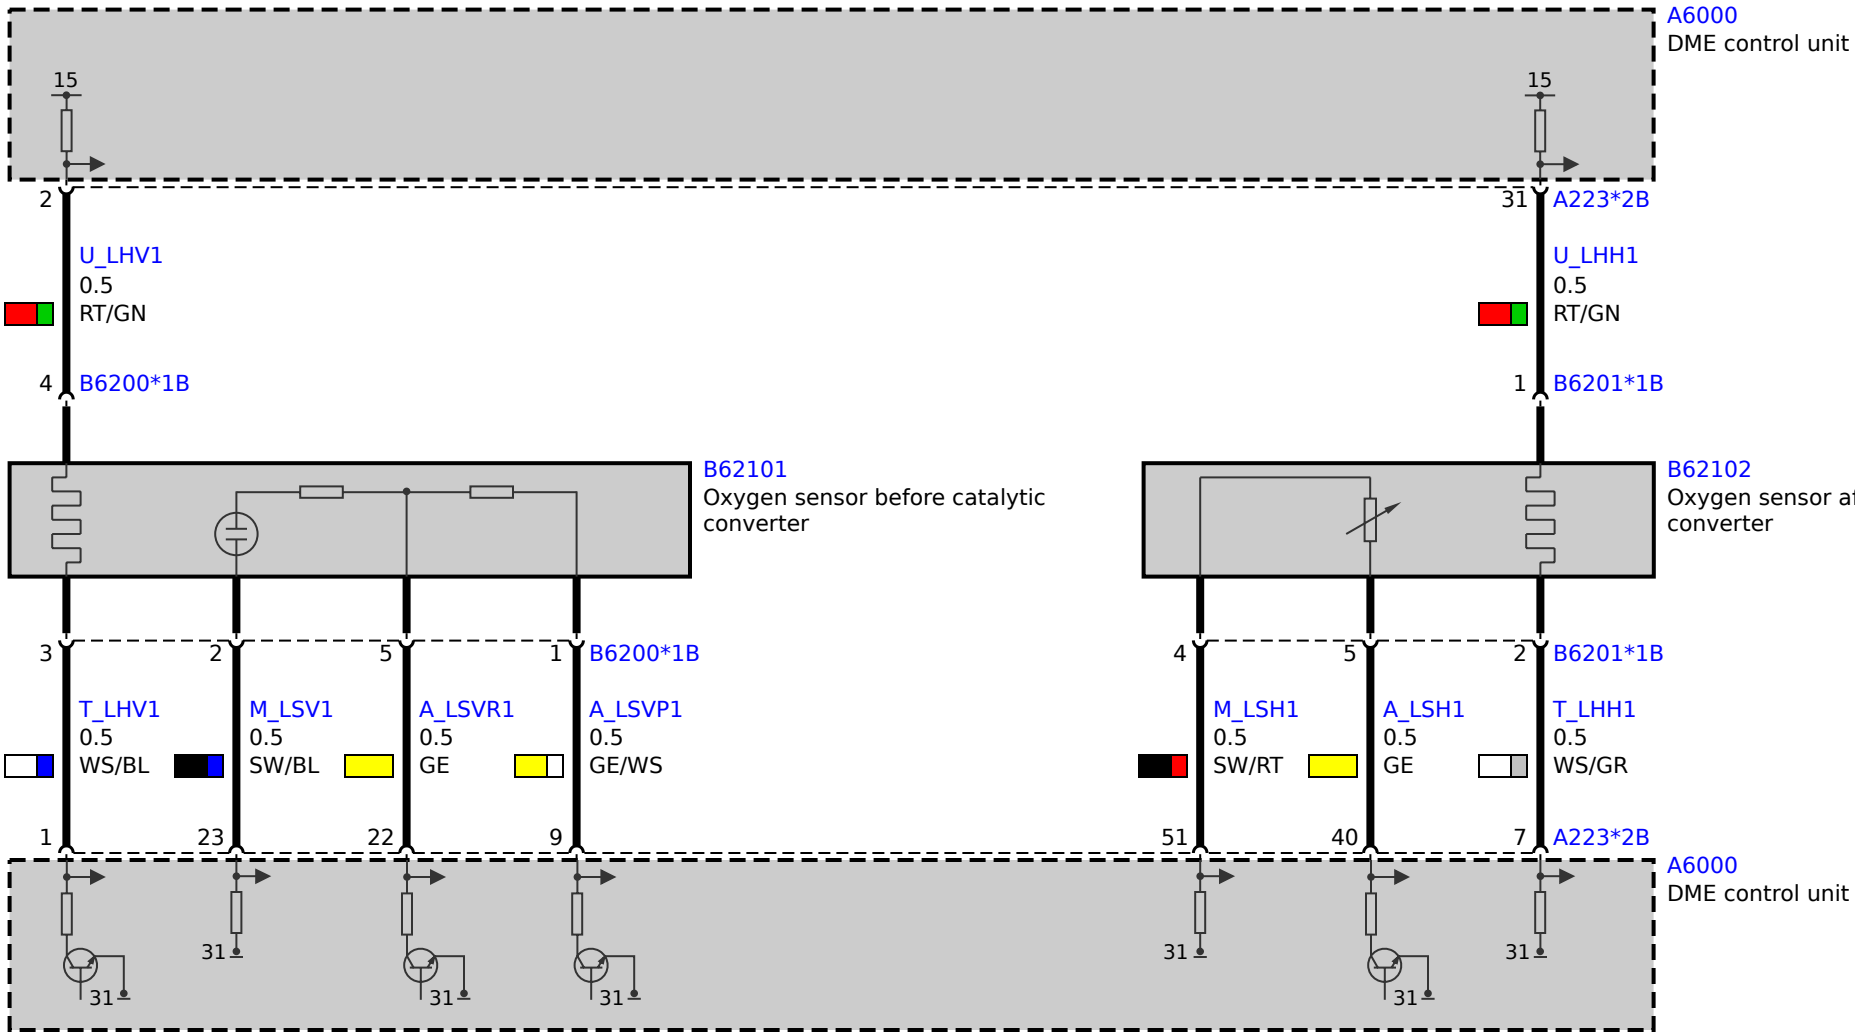 A6000
DME control unit
15
15
2
31
A223*2B
U_LHV1
0.5
RT/GN
U_LHH1
0.5
RT/GN
4
B6200*1B
1
B6201*1B
B62101
Oxygen sensor before catalytic
converter
B62102
Oxygen sensor
converter
3
2
5
1
B6200*1B
4
5
2
B6201*1B
T_LHV1
0.5
WS/BL
M_LSV1
0.5
SW/BL
A_LSVR1
0.5
GE
A_LSVP1
0.5
GE/WS
M_LSH1
0.5
SW/RT
A_LSH1
0.5
GE
T_LHH1
0.5
WS/GR
1
23
22
9
51
40
7
A223*2B
A6000
DME control unit
31
31
31
31
31
31
31